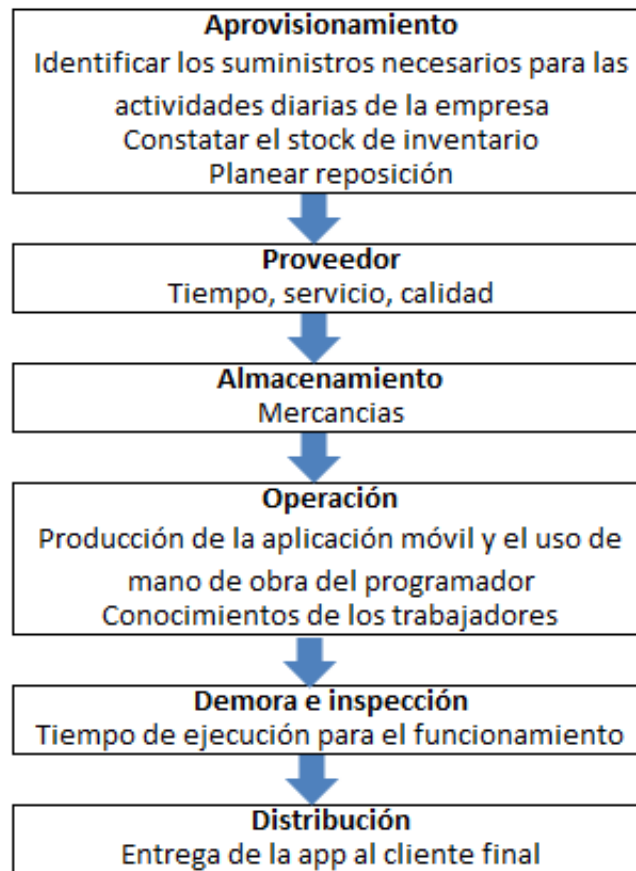 Aprovisionamiento
Identificar los suministros necesarios para las
actividades diarias de la empresa
Constatar el stock de inventario
Planear reposición
Proveedor
Tiempo, servicio, calidad
Almacenamiento
Mercancias
Operación
Producción de la aplicación móvil y el uso de
mano de obra del programador
Conocimientos de los trabajadores
Demora e inspección
Tiempo de ejecución para el funcionamiento
Distribución
Entrega de la app al cliente final